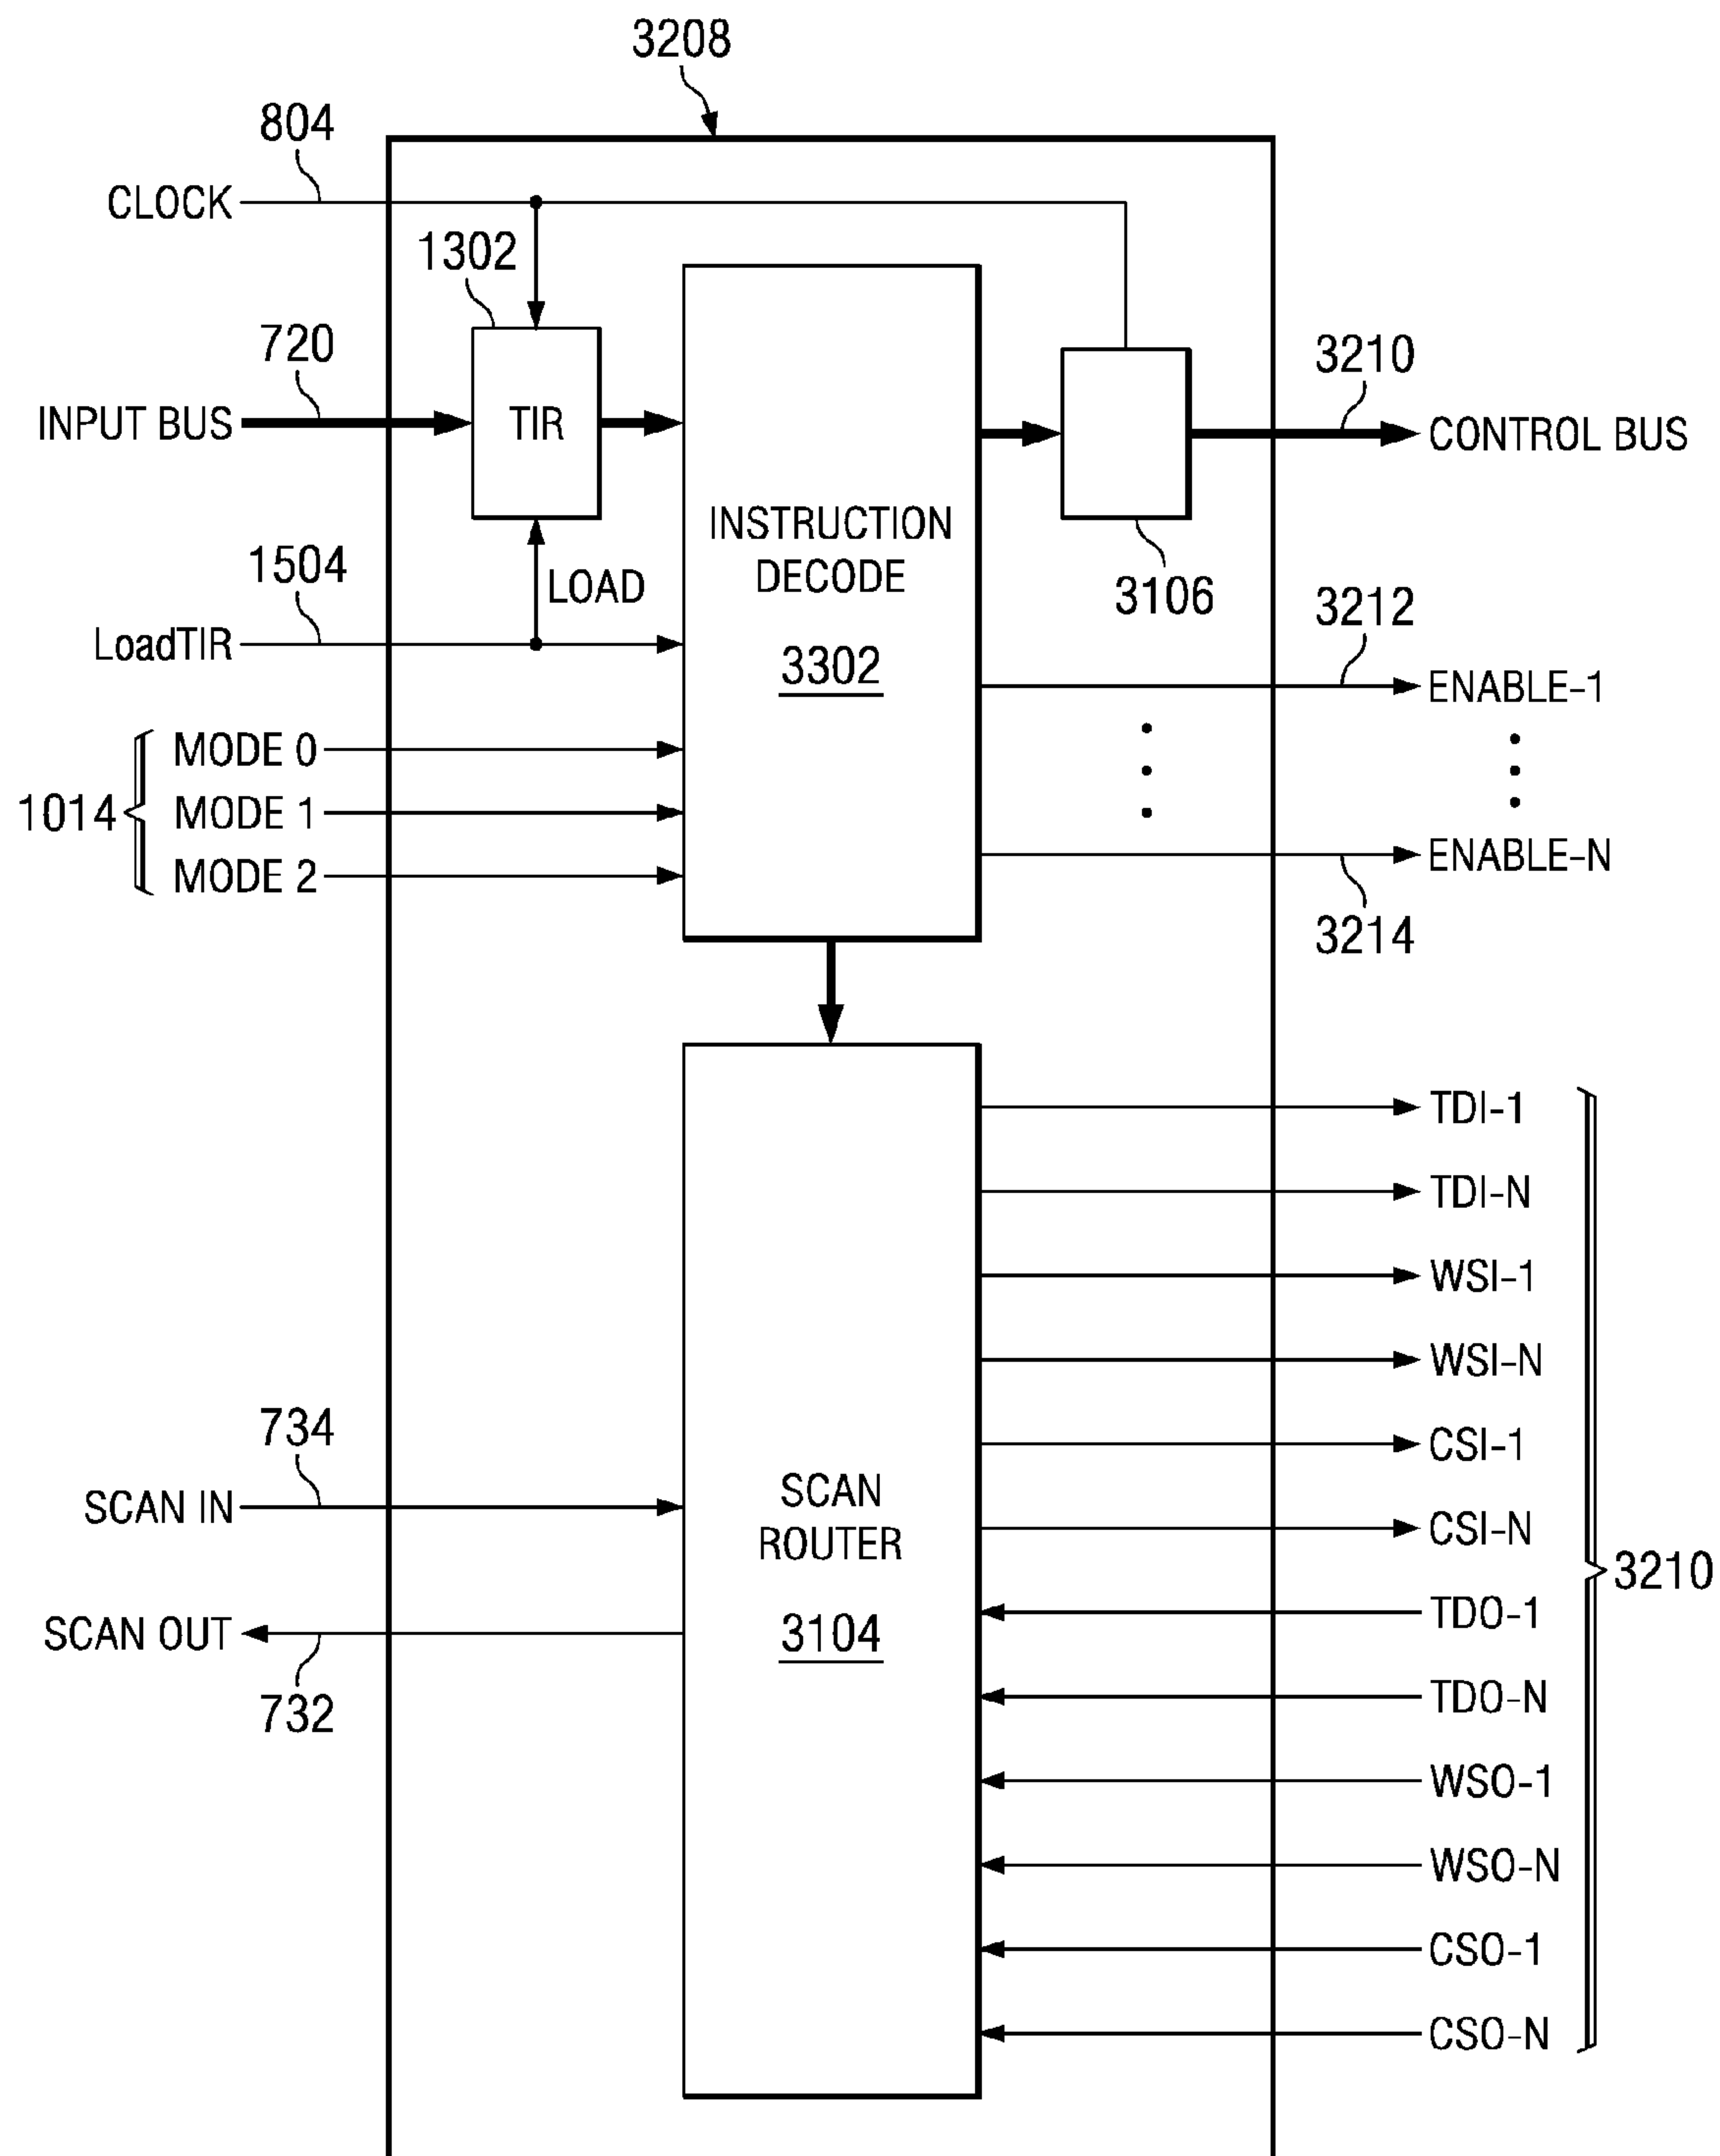 3208
804
CLOCK
1302
720
INPUT BUS
TIR
3210
CONTROL BUS
INSTRUCTION
DECODE
3302
3106
1504
LOAD
LoadTIR
3212
ENABLE-1
1014
MODE 0
MODE 1
MODE 2
ENABLE-N
3214
TDI-1
TDI-N
WSI-1
WSI-N
CSI-1
CSI-N
734
SCAN IN
SCAN
ROUTER
3104
SCAN OUT
732
TDO-1
TDO-N
WSO-1
WSO-N
CSO-1
CSO-N
3210